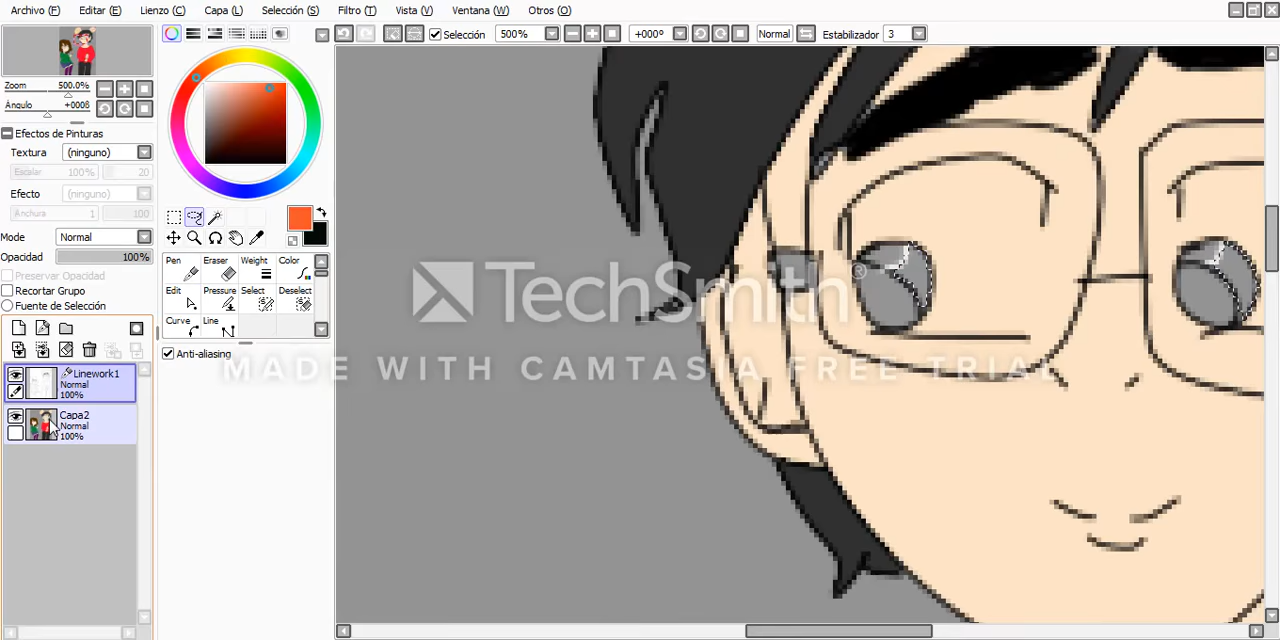 Archivo (F) Editar (E) Lienzo (C) Capa (L) Selección (S) Filtro (T) Vista (V) Ventana (W) Otros (O)
Selección 500% +000º Normal Estabilizador 3
Zoom 500.0%
Ángulo +000ß
Efectos de Pinturas
Textura (ninguno)
Escalar 100% 20
Efecto (ninguno)
Anchura 1 100
Mode Normal
Opacidad 100%
Preservar Opacidad
Recortar Grupo
Fuente de Selección
Linework1
Normal
100%
Capa2
Normal
100%
Pen Eraser Weight Color
Edit Pressure Select Deselect
Curve Line
Anti-aliasing
TechSmith®
MADE WITH CAMTASIA FREE TRIAL